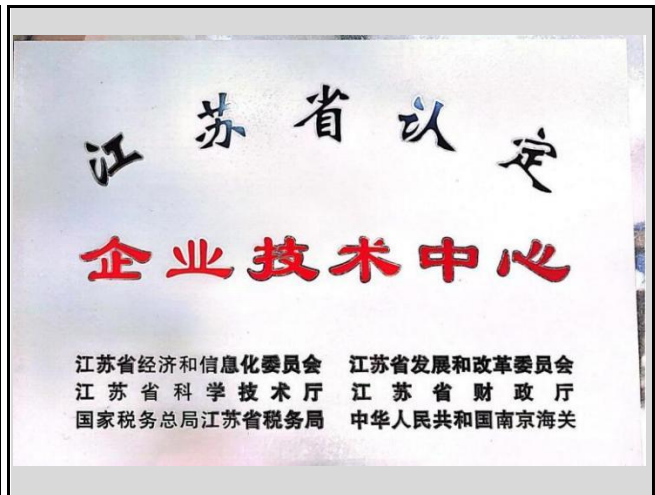 江苏省认定
企业技术中心
江苏省经济和信息化委员会 江苏省发展和改革委员会
江苏省科学技术厅 江苏省财政厅
国家税务总局江苏省税务局 中华人民共和国南京海关